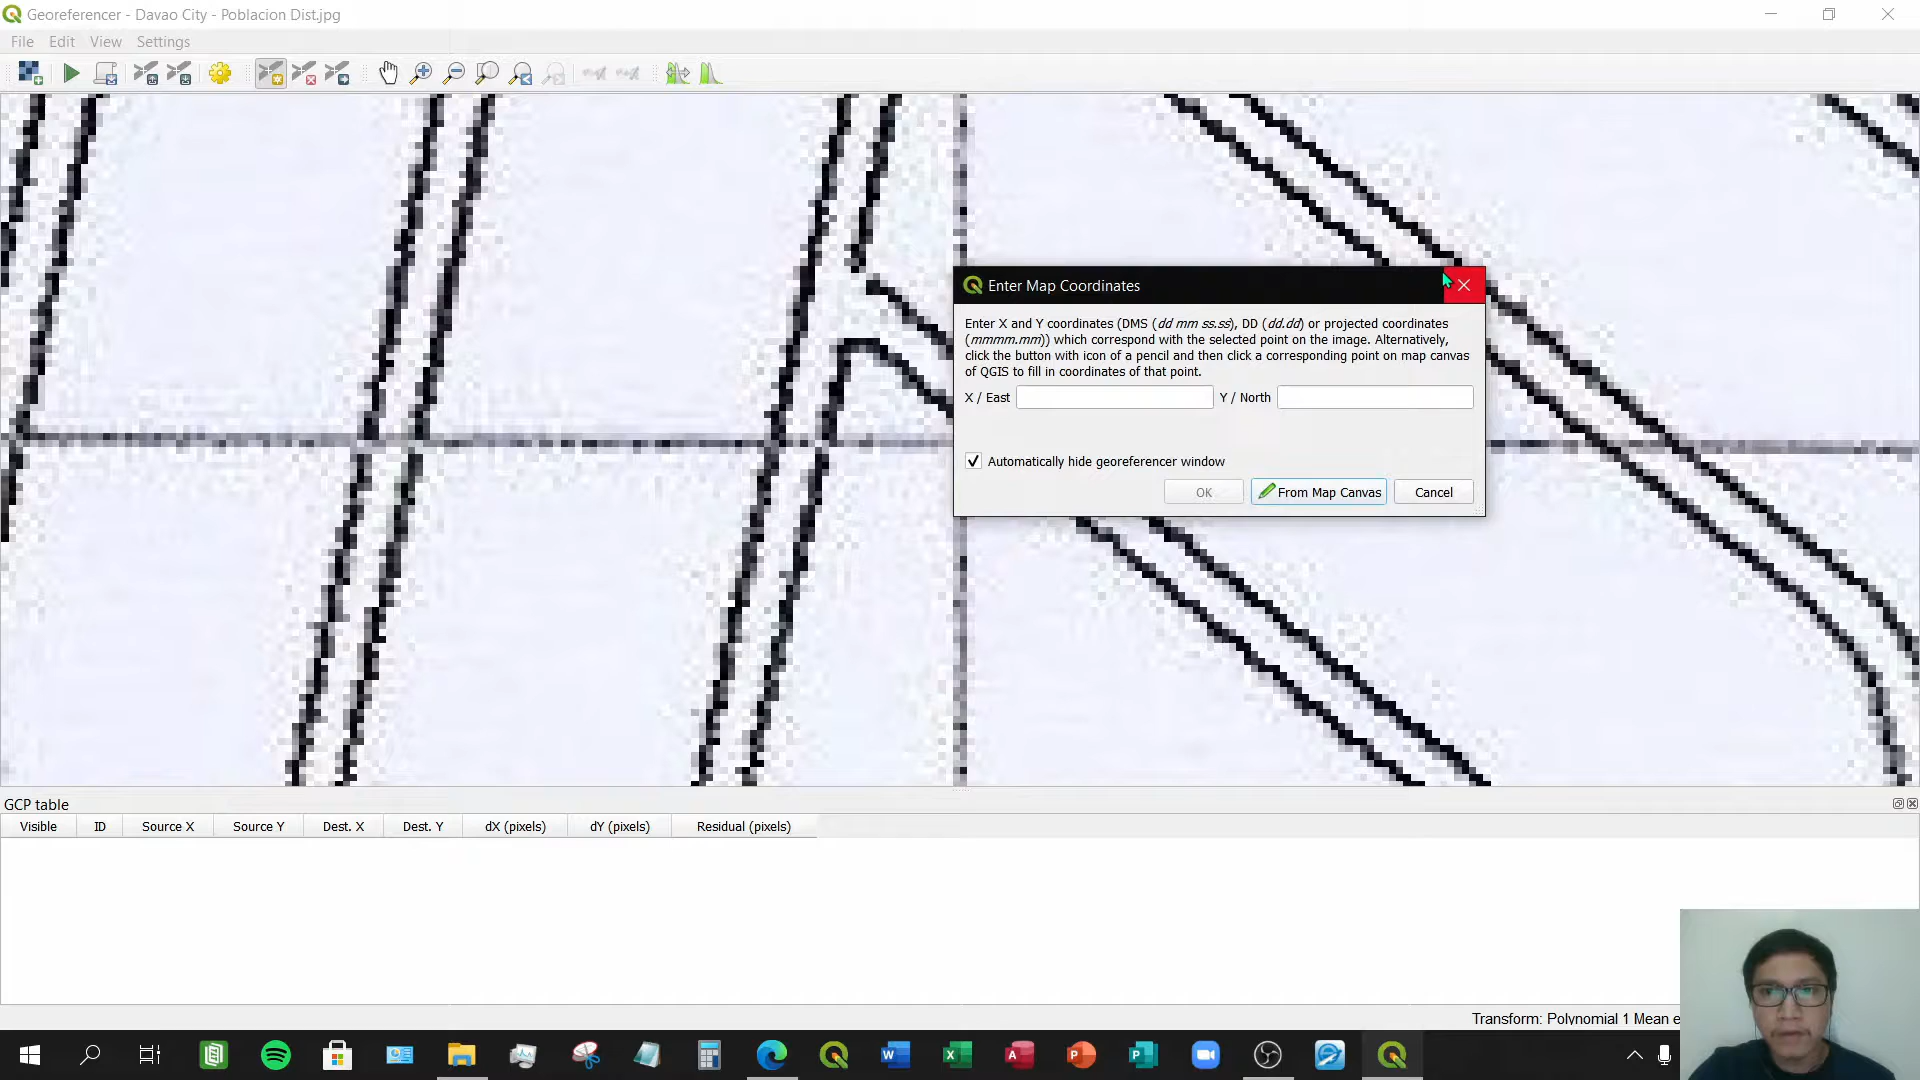 Georeferencer - Davao City - Poblacion Dist.jpg
File Edit View Settings
Enter Map Coordinates
Enter X and Y coordinates (DMS (dd mm ss.ss), DD (dd.dd) or projected coordinates
(mmmm.mm)) which correspond with the selected point on the image. Alternatively,
click the button with icon of a pencil and then click a corresponding point on map canvas
of QGIS to fill in coordinates of that point.
X / East Y / North
Automatically hide georeferencer window
OK From Map Canvas Cancel
GCP table
Visible ID Source X Source Y Dest. X Dest. Y dX (pixels) dY (pixels) Residual (pixels)
Transform: Polynomial 1 Mean e